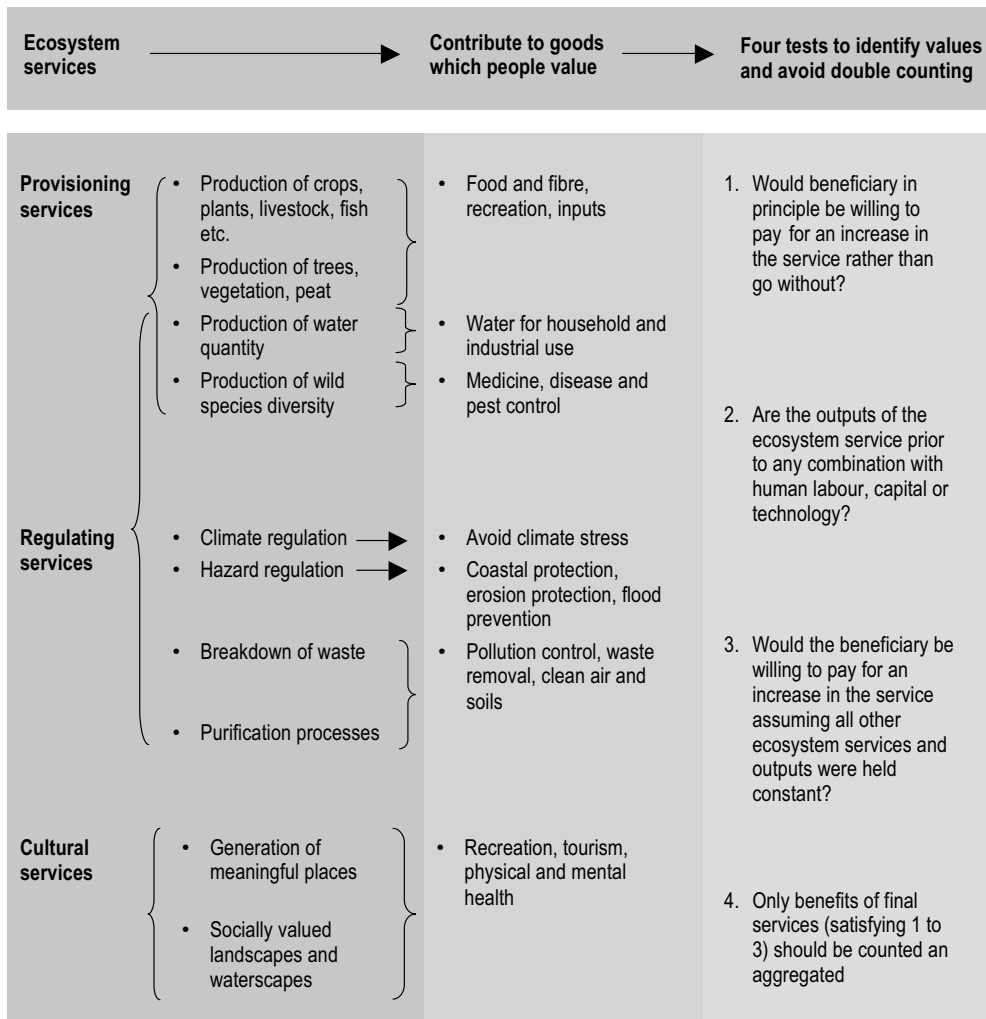 Ecosystem
services
Contribute to goods
which people value
Four tests to identify values
and avoid double counting
Provisioning
services
• Production of crops,
plants, livestock, fish
etc.
• Production of trees,
vegetation, peat
• Production of water
quantity
• Production of wild
species diversity
• Food and fibre,
recreation, inputs
• Water for household and
industrial use
• Medicine, disease and
pest control
Regulating
services
• Climate regulation
• Hazard regulation
• Breakdown of waste
• Purification processes
• Avoid climate stress
• Coastal protection,
erosion protection, flood
prevention
• Pollution control, waste
removal, clean air and
soils
Cultural
services
• Generation of
meaningful places
• Socially valued
landscapes and
waterscapes
• Recreation, tourism,
physical and mental
health
1. Would beneficiary in
principle be willing to
pay for an increase in
the service rather than
go without?
2. Are the outputs of the
ecosystem service prior
to any combination with
human labour, capital or
technology?
3. Would the beneficiary be
willing to pay for an
increase in the service
assuming all other
ecosystem services and
outputs were held
constant?
4. Only benefits of final
services (satisfying 1 to
3) should be counted an
aggregated